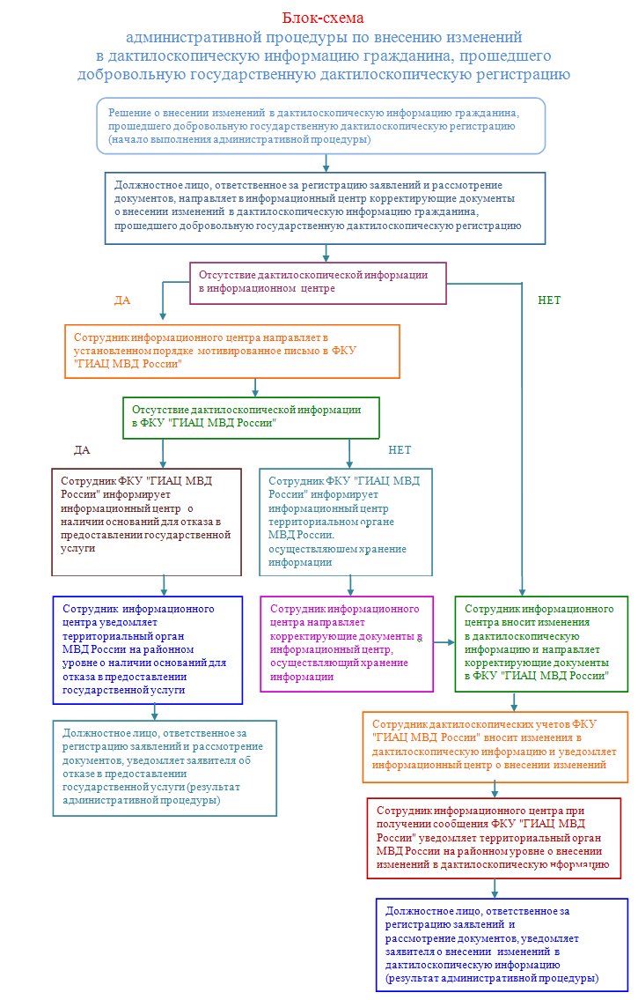 Блок-схема
административной процедуры по внесению изменений
в дактилоскопическую информацию гражданина, прошедшего
добровольную государственную дактилоскопическую регистрацию
Решение о внесении изменений в дактилоскопическую информацию гражданина,
прошедшего добровольную государственную дактилоскопическую регистрацию
(начало выполнения административной процедуры)
Должностное лицо, ответственное за регистрацию заявлений и рассмотрение
документов, направляет в информационный центр корректирующие документы
о внесении изменений в дактилоскопическую информацию гражданина,
прошедшего добровольную государственную дактилоскопическую регистрацию
Отсутствие дактилоскопической информации
в информационном центре
ДА
НЕТ
Сотрудник информационного центра направляет в
установленном порядке мотивированное письмо в ФКУ
"ГИАЦ МВД России"
Отсутствие дактилоскопической информации
в ФКУ "ГИАЦ МВД России"
ДА
НЕТ
Сотрудник ФКУ "ГИАЦ МВД
России" информирует
информационный центр о
наличии оснований для отказа в
предоставлении государственной
услуги
Сотрудник ФКУ "ГИАЦ МВД
России" информирует
информационный центр
территориальном органе
МВД России.
осуществляюшем хранение
информации
Сотрудник информационного
центра уведомляет
территориальный орган
МВД России на районном
уровне о наличии оснований для
отказа в предоставлении
государственной услуги
Сотрудник информационного
центра направляет
корректирующие документы в
информационный центр,
осуществляющий хранение
информации
Сотрудник информационного
центра вносит изменения
в дактилоскопическую
информацию и направляет
корректирующие документы
в ФКУ "ГИАЦ МВД России"
Должностное лицо, ответственное за
регистрацию заявлений и рассмотрение
документов, уведомляет заявителя об
отказе в предоставлении
государственной услуги (результат
административной процедуры)
Сотрудник дактилоскопических учетов ФКУ
"ГИАЦ МВД России" вносит изменения в
дактилоскопическую информацию и уведомляет
информационный центр о внесении изменений
Сотрудник информационного центра при
получении сообщения ФКУ "ГИАЦ МВД
России" уведомляет территориальный орган
МВД России на районном уровне о внесении
изменений в дактилоскопическую нформацию
Должностное лицо, ответственное за
регистрацию заявлений и
рассмотрение документов, уведомляет
заявителя о внесении изменений в
дактилоскопическую информацию
(результат административной процедуры)